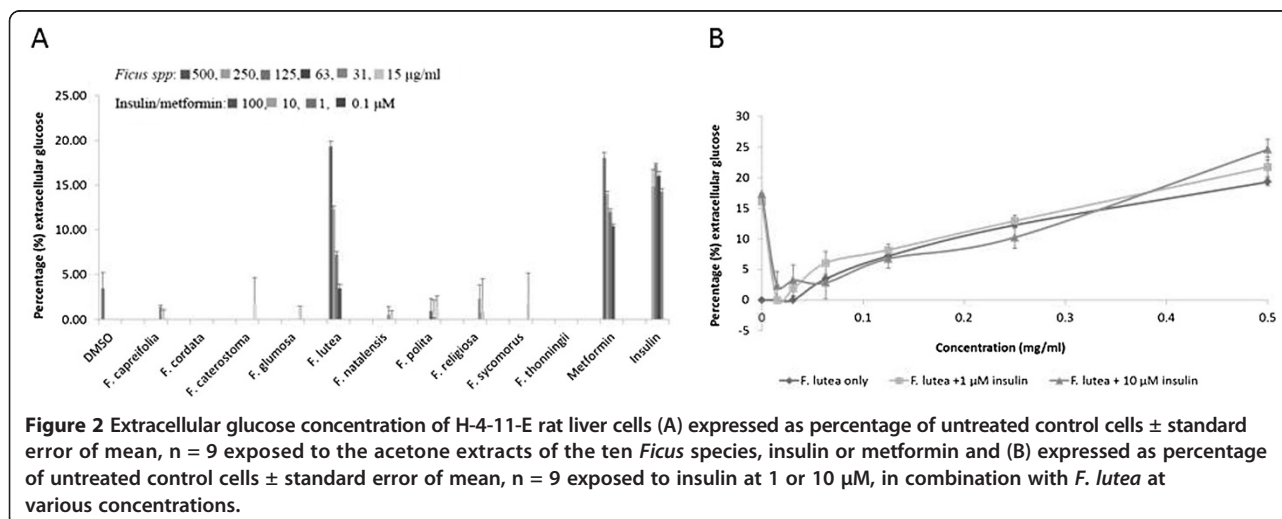 A
Ficus spp: 500, 250, 125, 63, 31, 15 µg/ml
Insulin/metformin: 100, 10, 1, 0.1 µM
Percentage (%) extracellular glucose
25.00
20.00
15.00
10.00
5.00
0.00
DMSO
F. capreifolia
F. cordata
F. caterostoma
F. glumosa
F. lutea
F. natalensis
F. polita
F. religiosa
F. sycomorus
F. thonningii
Metformin
Insulin
B
Percentage (%) extracellular glucose
30
25
20
15
10
5
0
-5
0 0.1 0.2 0.3 0.4 0.5
Concentration (mg/ml)
F. lutea only F. lutea +1 µM insulin F. lutea + 10 µM insulin
Figure 2 Extracellular glucose concentration of H-4-11-E rat liver cells (A) expressed as percentage of untreated control cells ± standard
error of mean, n = 9 exposed to the acetone extracts of the ten Ficus species, insulin or metformin and (B) expressed as percentage
of untreated control cells ± standard error of mean, n = 9 exposed to insulin at 1 or 10 µM, in combination with F. lutea at
various concentrations.